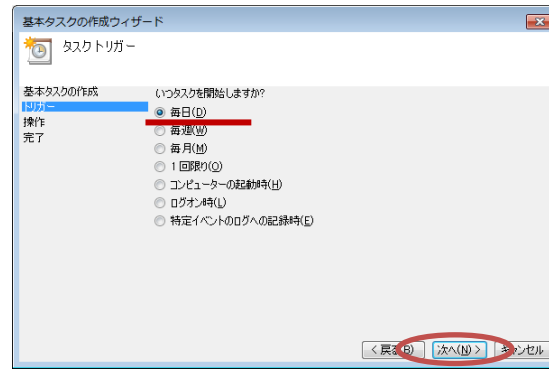 基本タスクの作成ウィザード
タスク トリガー
基本タスクの作成
トリガー
操作
完了
いつタスクを開始しますか?
毎日(D)
毎週(W)
毎月(M)
1 回限り(O)
コンピューターの起動時(H)
ログオン時(L)
特定イベントのログへの記録時(E)
< 戻る(B)
次へ(N) >
キャンセル